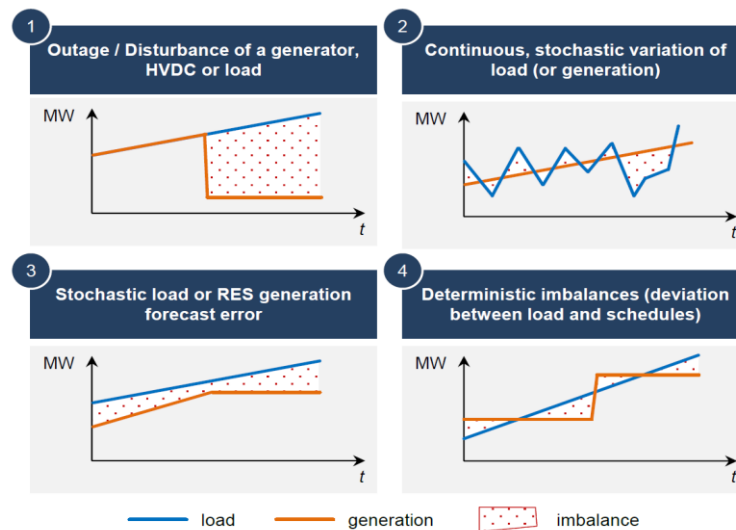 1
Outage / Disturbance of a generator,
HVDC or load
MW
t
2
Continuous, stochastic variation of
load (or generation)
MW
t
3
Stochastic load or RES generation
forecast error
MW
t
4
Deterministic imbalances (deviation
between load and schedules)
MW
t
load generation imbalance